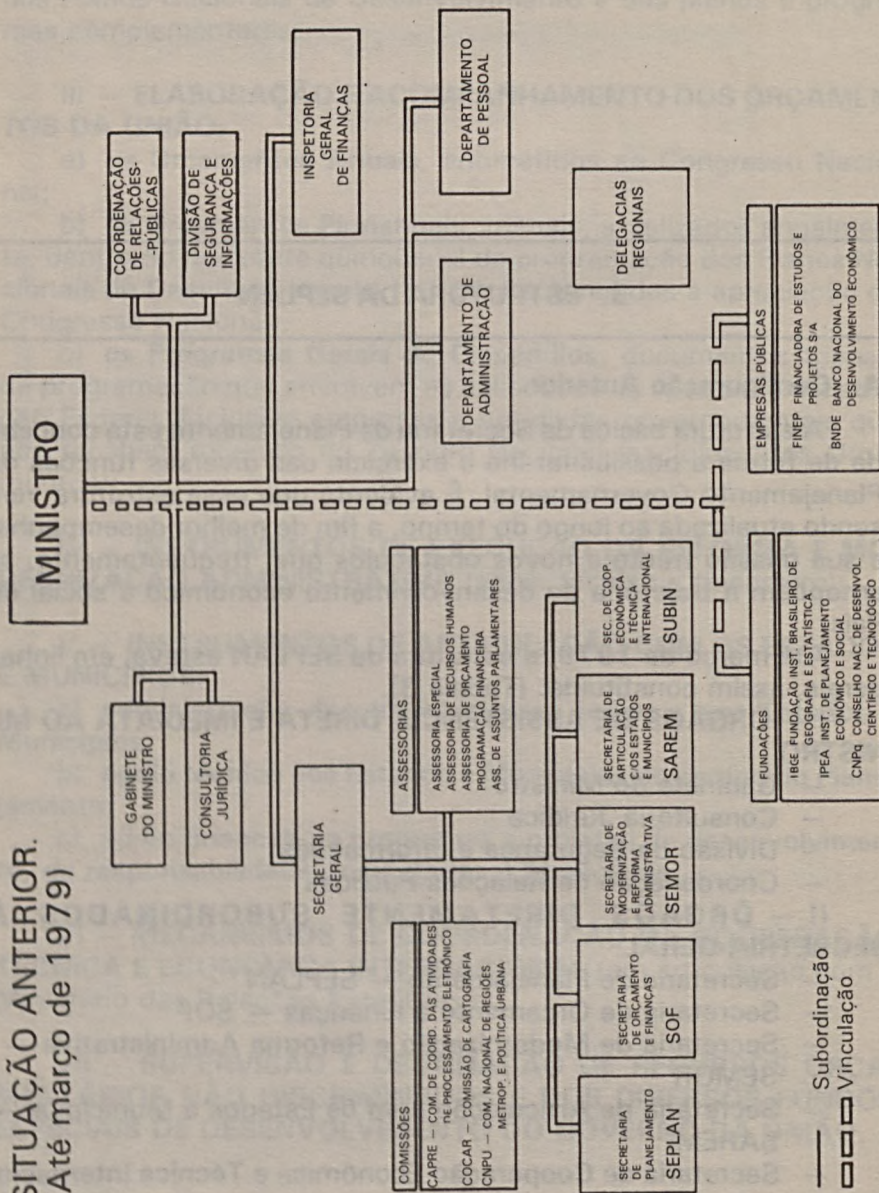 SITUAÇÃO ANTERIOR.
Até março de 1979)
MINISTRO
GABINETE
DO MINISTRO
CONSULTORIA
JURÍDICA
COORDENAÇÃO
DE RELAÇÕES-
-PÚBLICAS
DIVISÃO DE
SEGURANÇA E
INFORMAÇÕES
SECRETARIA
GERAL
INSPETORIA
GERAL
DE FINANÇAS
COMISSÕES
CAPRE — COM. DE COORD. DAS ATIVIDADES
DE PROCESSAMENTO ELETRÔNICO
COCAR — COMISSÃO DE CARTOGRAFIA
CNPU — COM. NACIONAL DE REGIÕES
METROP. E POLÍTICA URBANA
ASSESSORIAS
ASSESSORIA ESPECIAL
ASSESSORIA DE RECURSOS HUMANOS
ASSESSORIA DE ORÇAMENTO
PROGRAMAÇÃO FINANCEIRA
ASS. DE ASSUNTOS PARLAMENTARES
DEPARTAMENTO DE
ADMINISTRAÇÃO
DEPARTAMENTO
DE PESSOAL
SECRETARIA
DE
PLANEJAMENTO
SEPLAN
SECRETARIA
DE ORÇAMENTO
E FINANÇAS
SOF
SECRETARIA DE
MODERNIZAÇÃO
E REFORMA
ADMINISTRATIVA
SEMOR
SECRETARIA DE
ARTICULAÇÃO
C/OS ESTADOS
E MUNICÍPIOS
SAREM
SEC. DE COOP.
ECONÔMICA
E TÉCNICA
INTERNACIONAL
SUBIN
DELEGACIAS
REGIONAIS
FUNDAÇÕES
IBGE FUNDAÇÃO INST. BRASILEIRO DE
GEOGRAFIA E ESTATÍSTICA
IPEA INST. DE PLANEJAMENTO
ECONÔMICO E SOCIAL
CNPq CONSELHO NAC. DE DESENVOL.
CIENTÍFICO E TECNOLÓGICO
EMPRESAS PÚBLICAS
FINEP FINANCIADORA DE ESTUDOS E
PROJETOS S/A
BNDE BANCO NACIONAL DO
DESENVOLVIMENTO ECONÔMICO
Subordinação
Vinculação